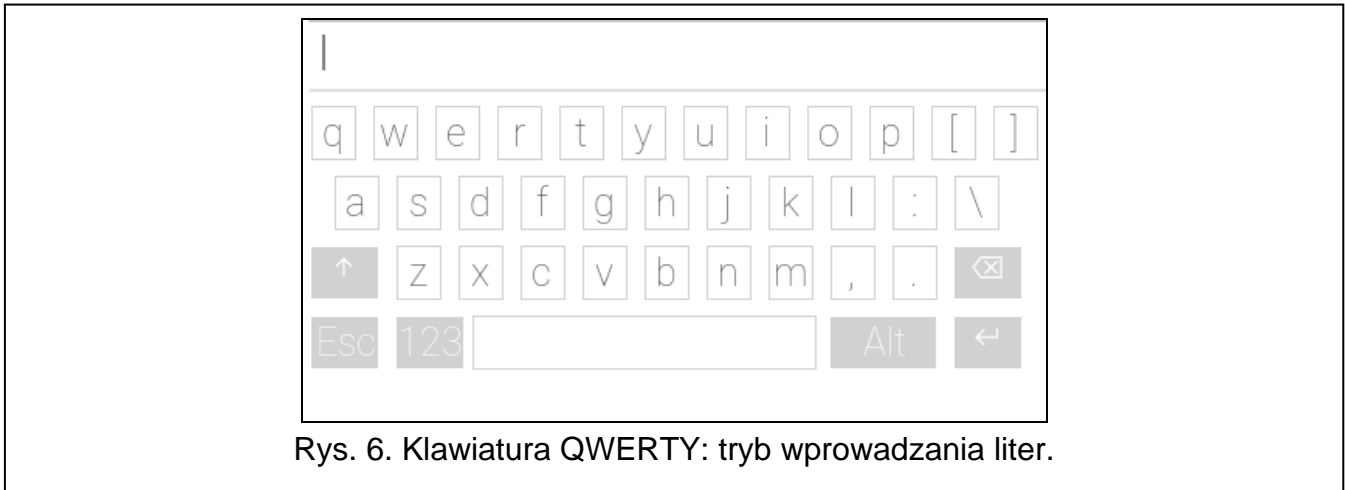 q w e r t y u i o p [ ]
a s d f g h j k l : \
↑ z x c v b n m , . ⌫
Esc 123 Alt ↵
Rys. 6. Klawiatura QWERTY: tryb wprowadzania liter.